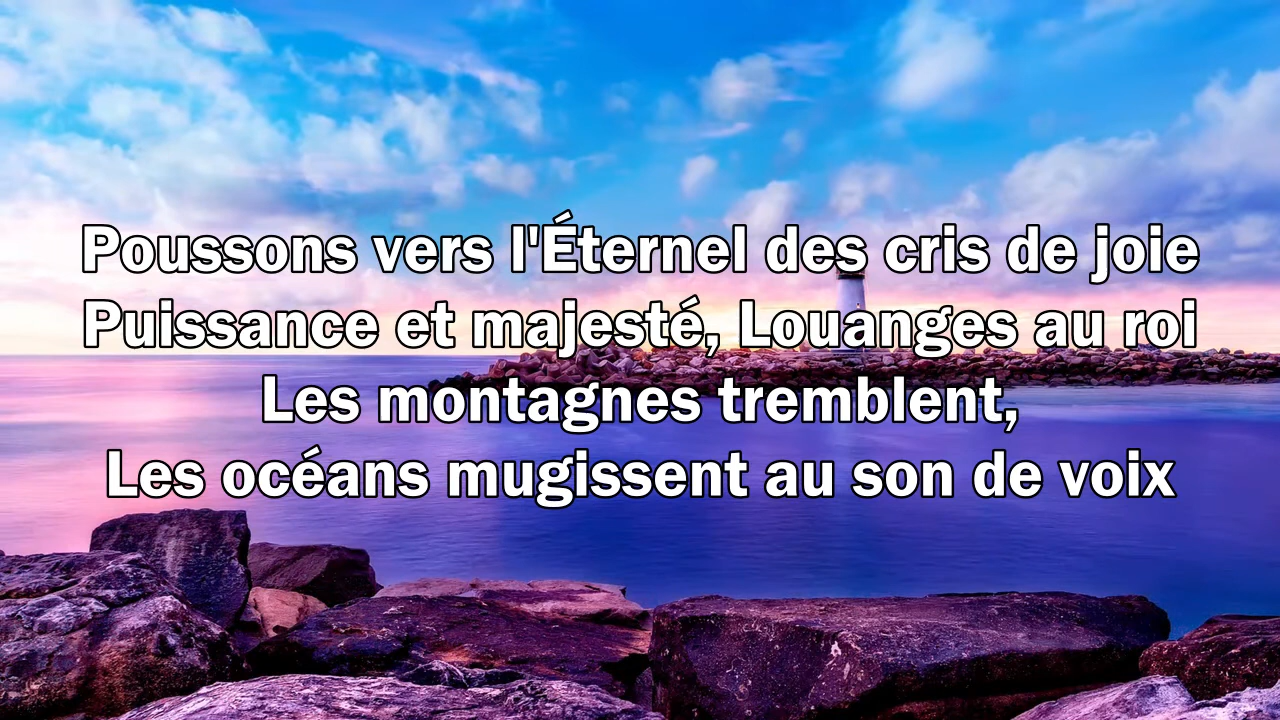 Poussons vers l'Éternel des cris de joie
Puissance et majesté, Louanges au roi
Les montagnes tremblent,
Les océans mugissent au son de voix